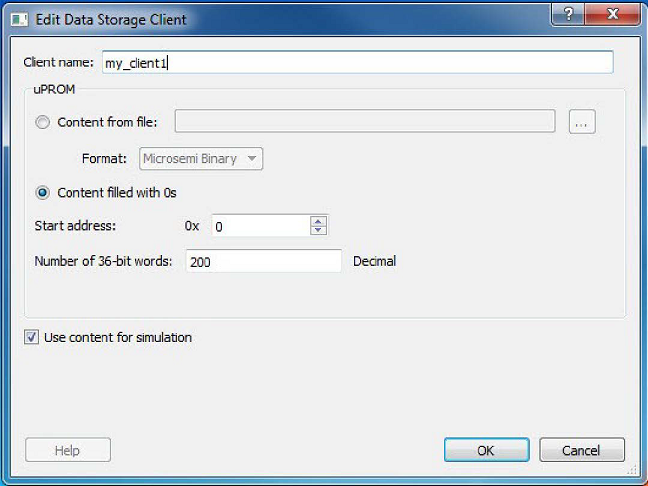 Edit Data Storage Client
Client name: my_client1
uPROM
Content from file: ...
Format: Microsemi Binary
Content filled with 0s
Start address: 0x 0
Number of 36-bit words: 200 Decimal
Use content for simulation
Help OK Cancel